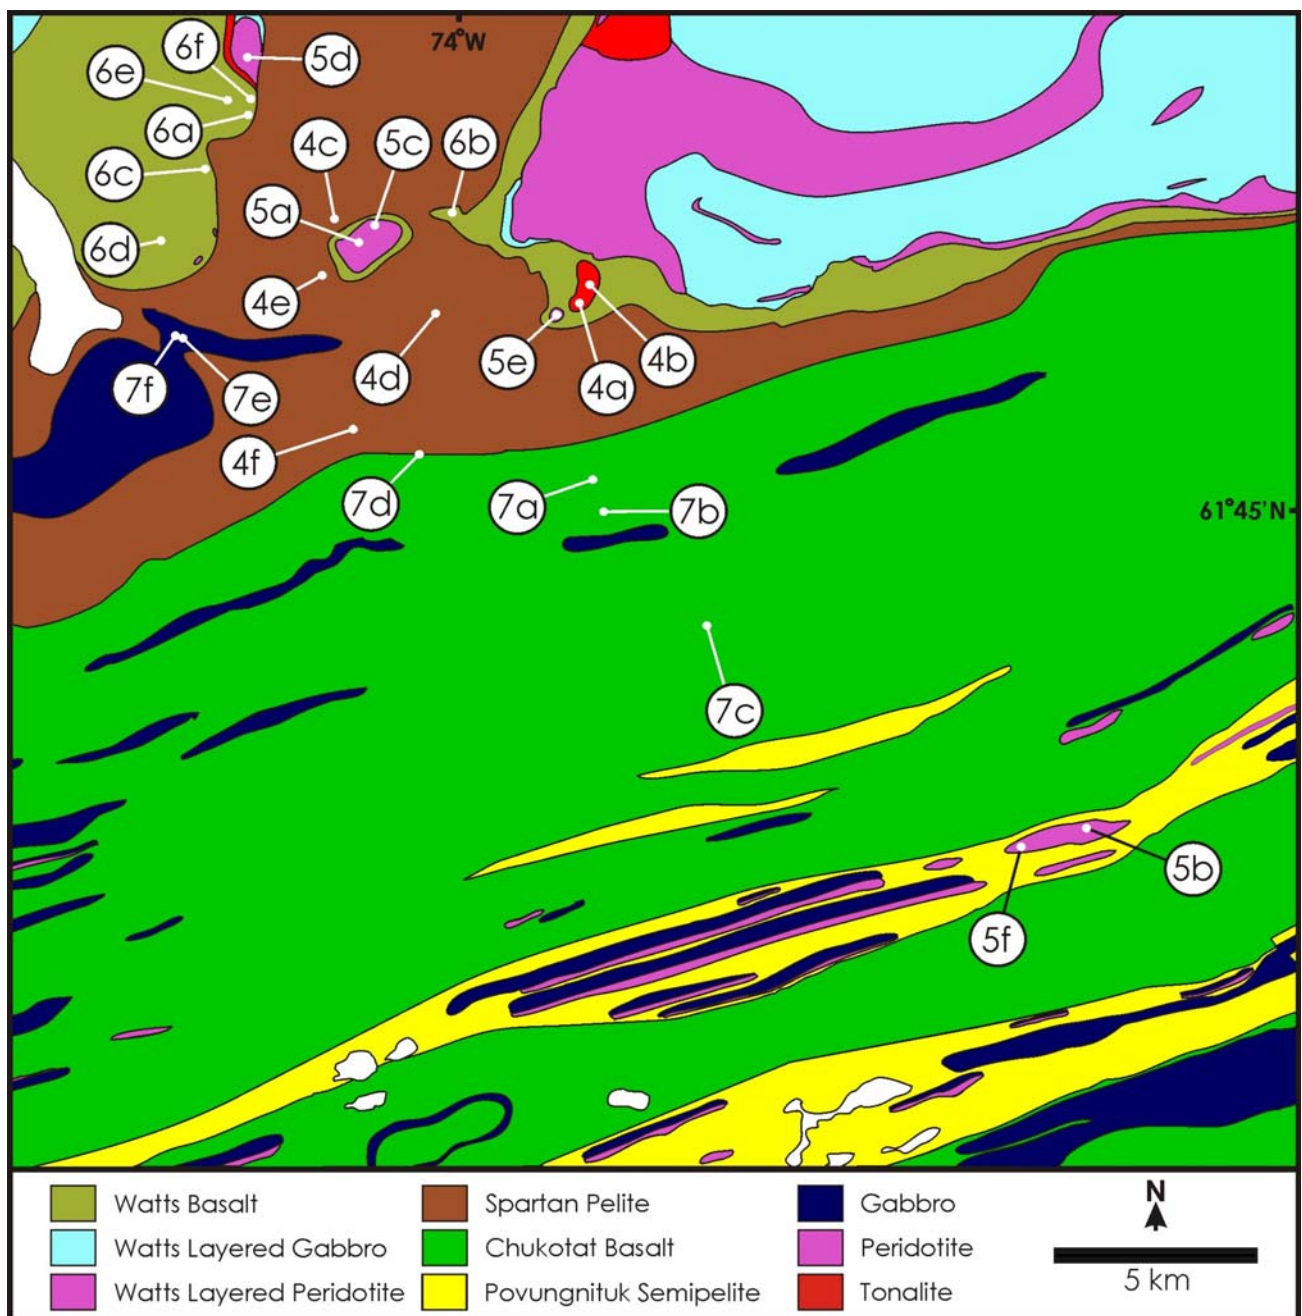 74°W
6f
5d
6e
6a
4c
5c
6b
6c
5a
6d
4e
5e
4b
7f
7e
4d
4a
4f
7d
7a
7b
61°45'N
7c
5b
5f
Watts Basalt
Spartan Pelite
Gabbro
N
Watts Layered Gabbro
Chukotat Basalt
Peridotite
Watts Layered Peridotite
Povungnituk Semipelite
Tonalite
5 km